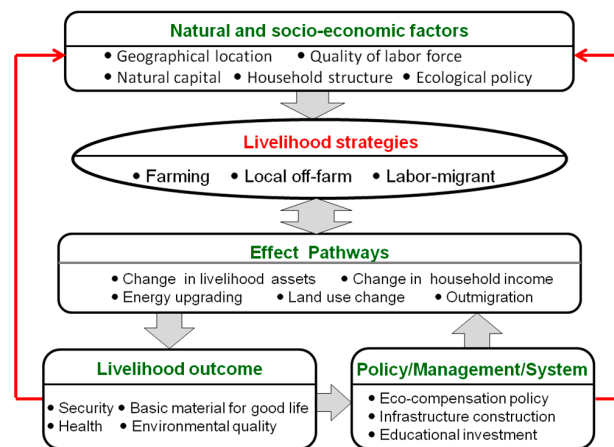 Natural and socio-economic factors
• Geographical location • Quality of labor force
• Natural capital • Household structure • Ecological policy
Livelihood strategies
• Farming • Local off-farm • Labor-migrant
Effect Pathways
• Change in livelihood assets • Change in household income
• Energy upgrading • Land use change • Outmigration
Livelihood outcome
• Security • Basic material for good life
• Health • Environmental quality
Policy/Management/System
• Eco-compensation policy
• Infrastructure construction
• Educational investment